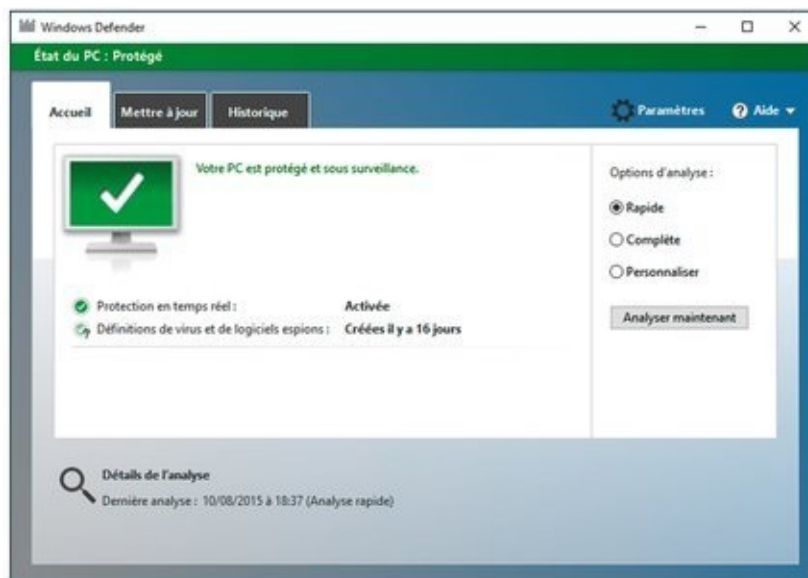 Windows Defender
État du PC : Protégé
Accueil
Mettre à jour
Historique
Paramètres
? Aide
Votre PC est protégé et sous surveillance.
Options d'analyse :
Rapide
Complète
Personnaliser
Analyser maintenant
Protection en temps réel : Activée
Définitions de virus et de logiciels espions : Créées il y a 16 jours
Détails de l'analyse
Dernière analyse : 10/08/2015 à 18:37 (Analyse rapide)